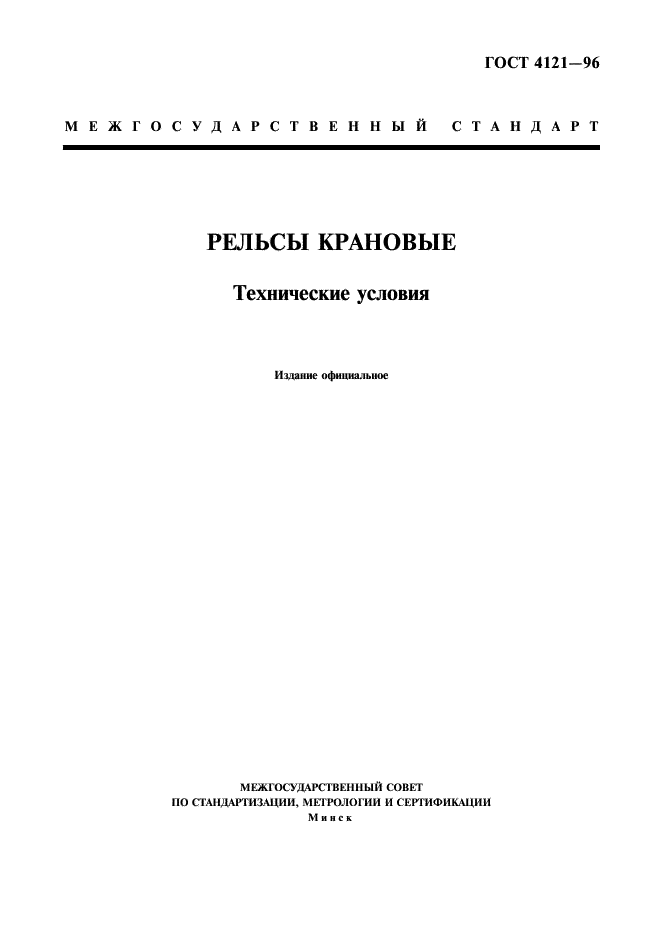 ГОСТ 4121—96
МЕЖГОСУДАРСТВЕННЫЙ СТАНДАРТ
РЕЛЬСЫ КРАНОВЫЕ
Технические условия
Издание официальное
МЕЖГОСУДАРСТВЕННЫЙ СОВЕТ
ПО СТАНДАРТИЗАЦИИ, МЕТРОЛОГИИ И СЕРТИФИКАЦИИ
Минск